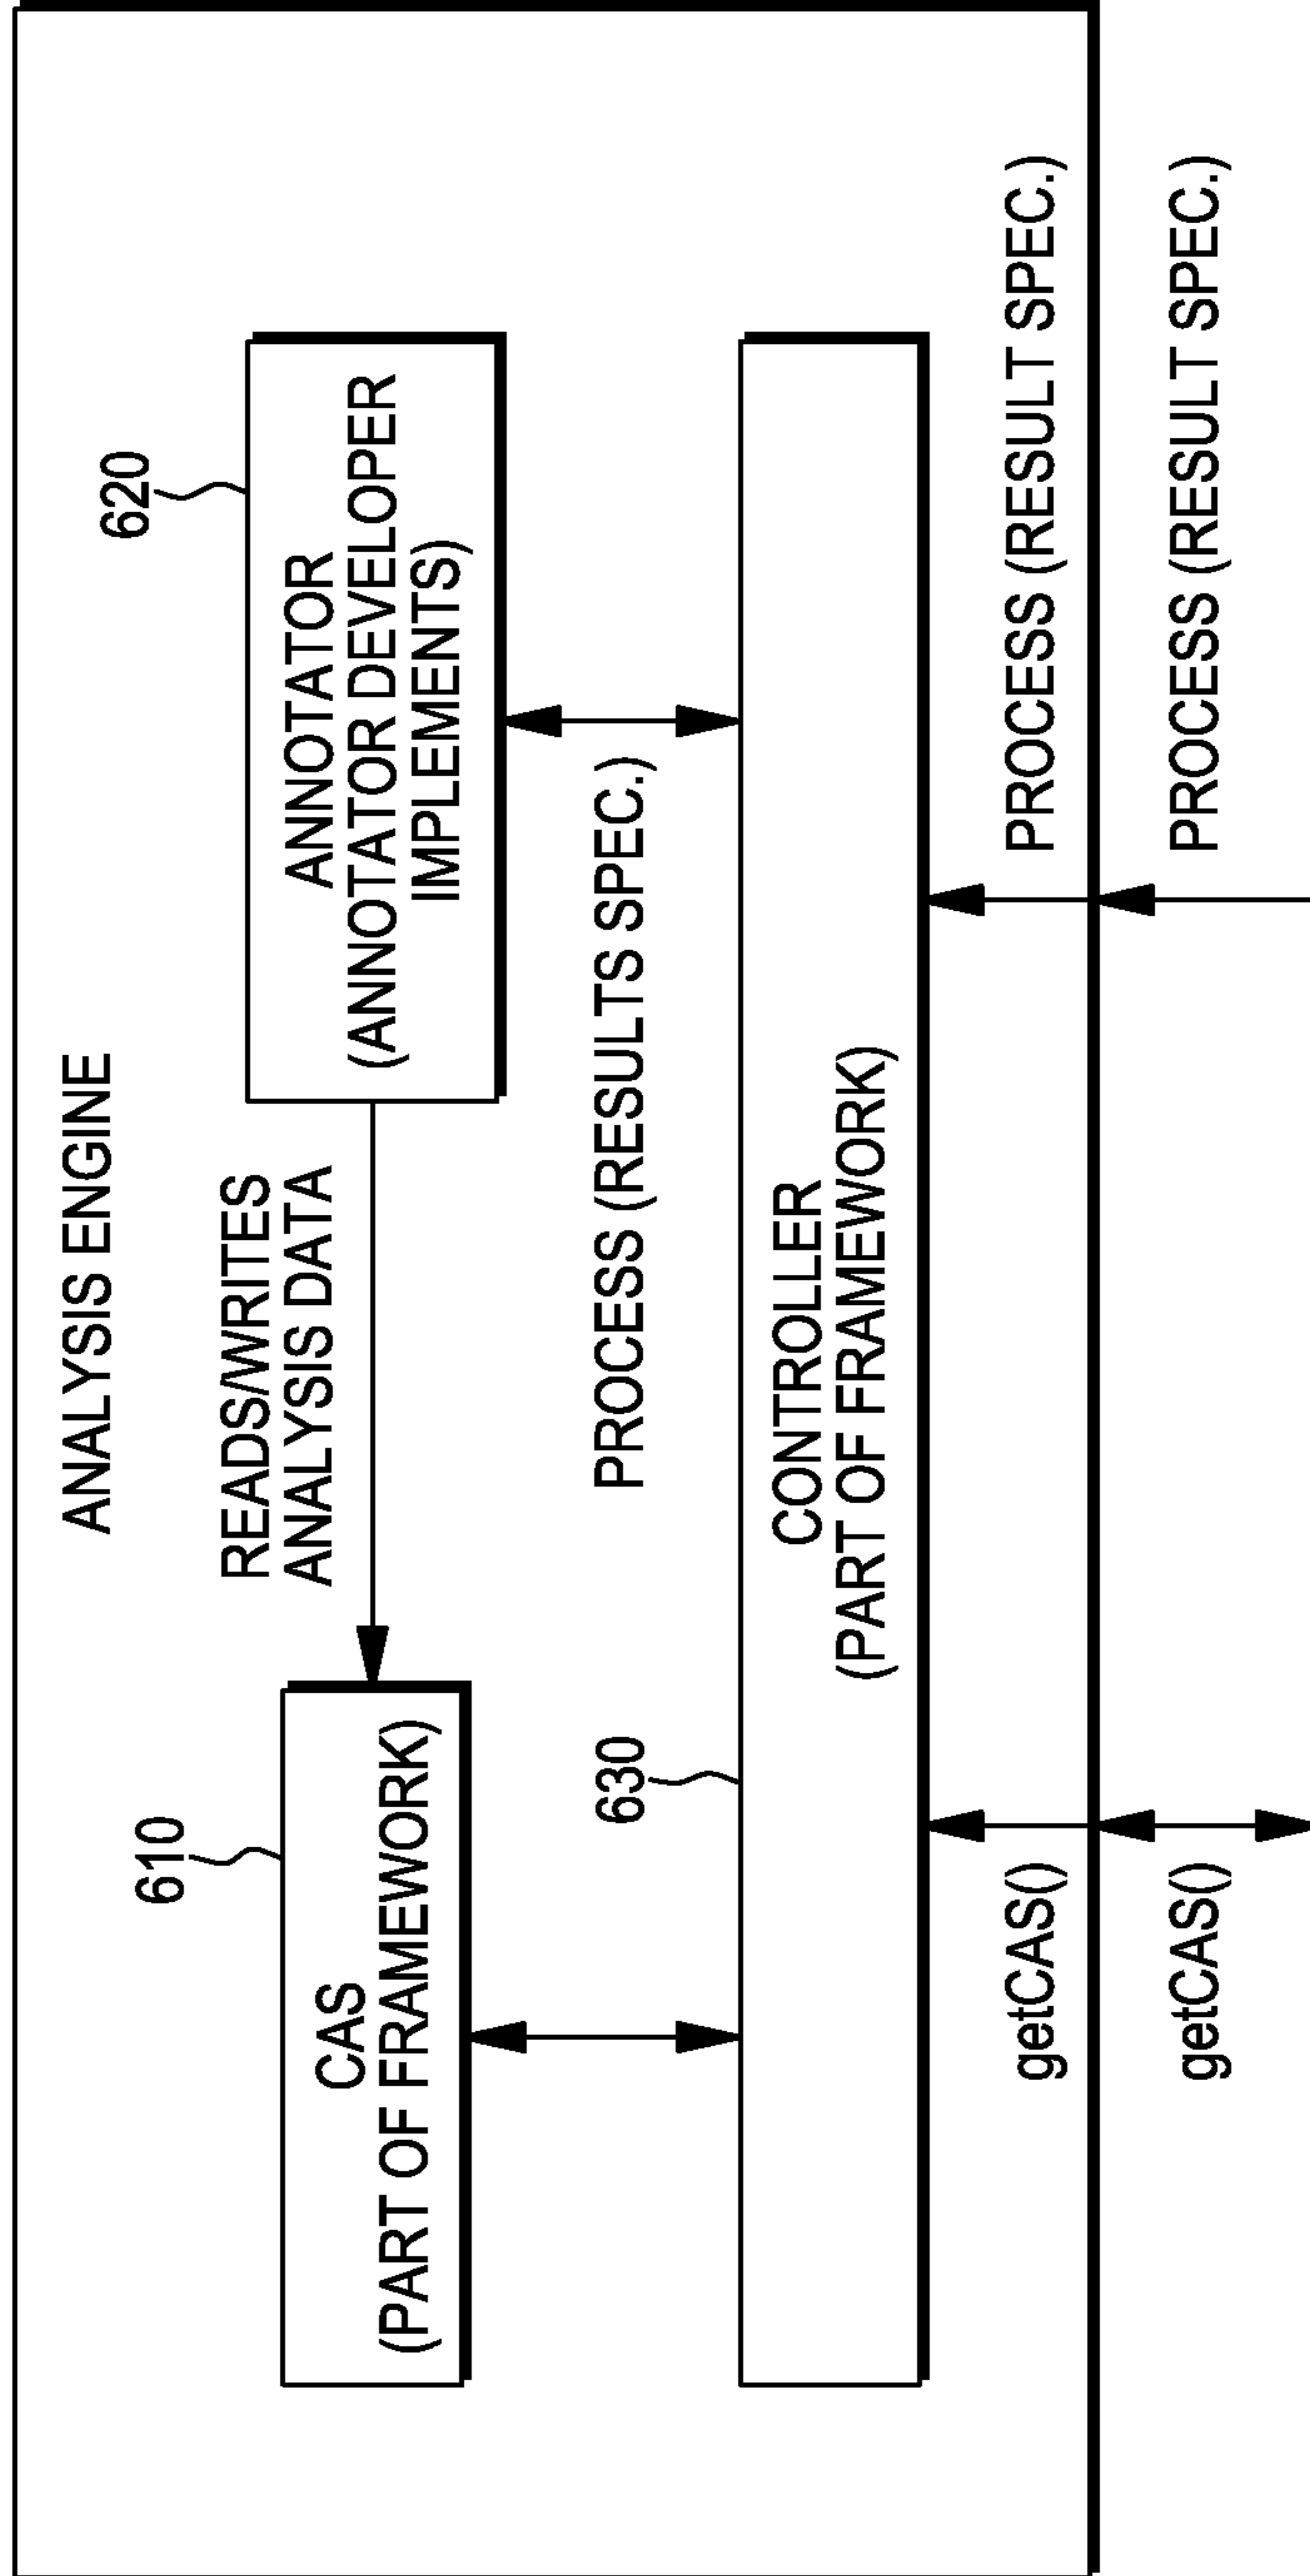 ANALYSIS ENGINE
610
CAS
(PART OF FRAMEWORK)
READS/WRITES
ANALYSIS DATA
620
ANNOTATOR
(ANNOTATOR DEVELOPER
IMPLEMENTS)
630
PROCESS (RESULTS SPEC.)
CONTROLLER
(PART OF FRAMEWORK)
getCAS()
PROCESS (RESULT SPEC.)
getCAS()
PROCESS (RESULT SPEC.)